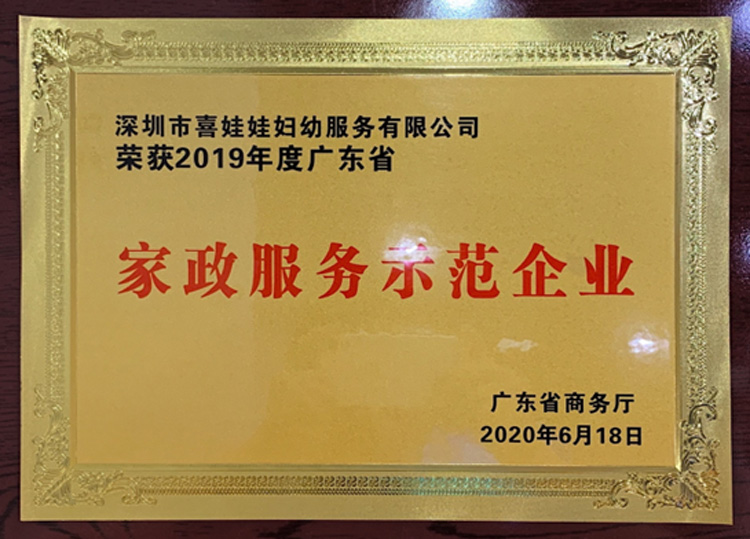 深圳市喜娃娃妇幼服务有限公司
荣获2019年度广东省
家政服务示范企业
广东省商务厅
2020年6月18日